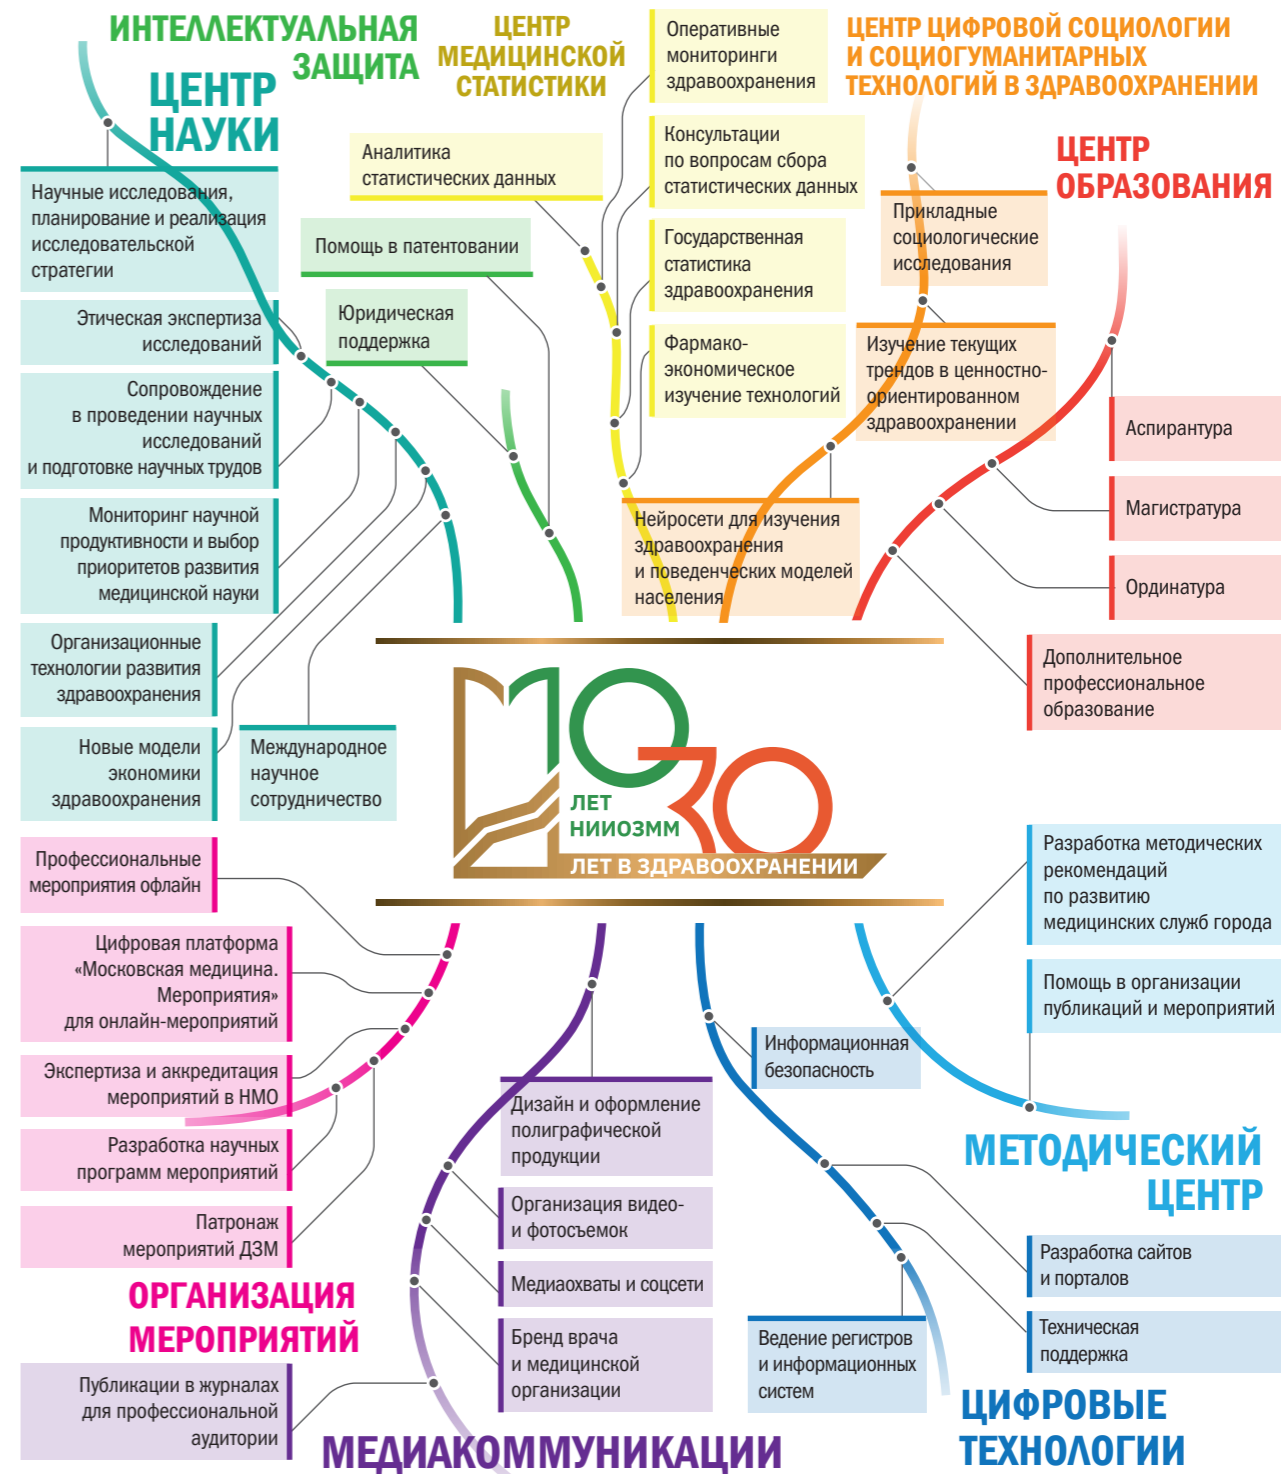 ИНТЕЛЛЕКТУАЛЬНАЯ
ЗАЩИТА
ЦЕНТР
НАУКИ
ЦЕНТР
МЕДИЦИНСКОЙ
СТАТИСТИКИ
Оперативные
мониторинги
здравоохранения
ЦЕНТР ЦИФРОВОЙ СОЦИОЛОГИИ
И СОЦИОГУМАНИТАРНЫХ
ТЕХНОЛОГИЙ В ЗДРАВООХРАНЕНИИ
ЦЕНТР
ОБРАЗОВАНИЯ
Аналитика
статистических данных
Консультации
по вопросам сбора
статистических данных
Научные исследования,
планирование и реализация
исследовательской
стратегии
Помощь в патентовании
Государственная
статистика
здравоохранения
Прикладные
социологические
исследования
Этическая экспертиза
исследований
Юридическая
поддержка
Фармако-
экономическое
изучение технологий
Изучение текущих
трендов в ценностно-
ориентированном
здравоохранении
Сопровождение
в проведении научных
исследований
и подготовке научных трудов
Аспирантура
Магистратура
Ординатура
Дополнительное
профессиональное
образование
Мониторинг научной
продуктивности и выбор
приоритетов развития
медицинской науки
Нейросети для изучения
здравоохранения
и поведенческих моделей
населения
Организационные
технологии развития
здравоохранения
Новые модели
экономики
здравоохранения
Международное
научное
сотрудничество
10
30
ЛЕТ
НИИОЗММ
ЛЕТ В ЗДРАВООХРАНЕНИИ
Профессиональные
мероприятия офлайн
Цифровая платформа
«Московская медицина.
Мероприятия»
для онлайн-мероприятий
Экспертиза и аккредитация
мероприятий в НМО
Разработка научных
программ мероприятий
Патронаж
мероприятий ДЗМ
ОРГАНИЗАЦИЯ
МЕРОПРИЯТИЙ
Разработка методических
рекомендаций
по развитию
медицинских служб города
Помощь в организации
публикаций и мероприятий
МЕТОДИЧЕСКИЙ
ЦЕНТР
Информационная
безопасность
Дизайн и оформление
полиграфической
продукции
Организация видео-
и фотосъемок
Медиаохваты и соцсети
Бренд врача
и медицинской
организации
Публикации в журналах
для профессиональной
аудитории
МЕДИАКОММУНИКАЦИИ
Разработка сайтов
и порталов
Техническая
поддержка
Ведение регистров
и информационных
систем
ЦИФРОВЫЕ
ТЕХНОЛОГИИ